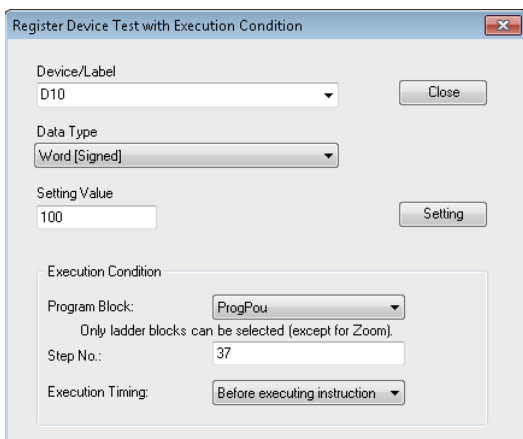 Register Device Test with Execution Condition
Device/Label
D10
Close
Data Type
Word [Signed]
Setting Value
100
Setting
Execution Condition
Program Block: ProgPou
Only ladder blocks can be selected (except for Zoom).
Step No.: 37
Execution Timing: Before executing instruction